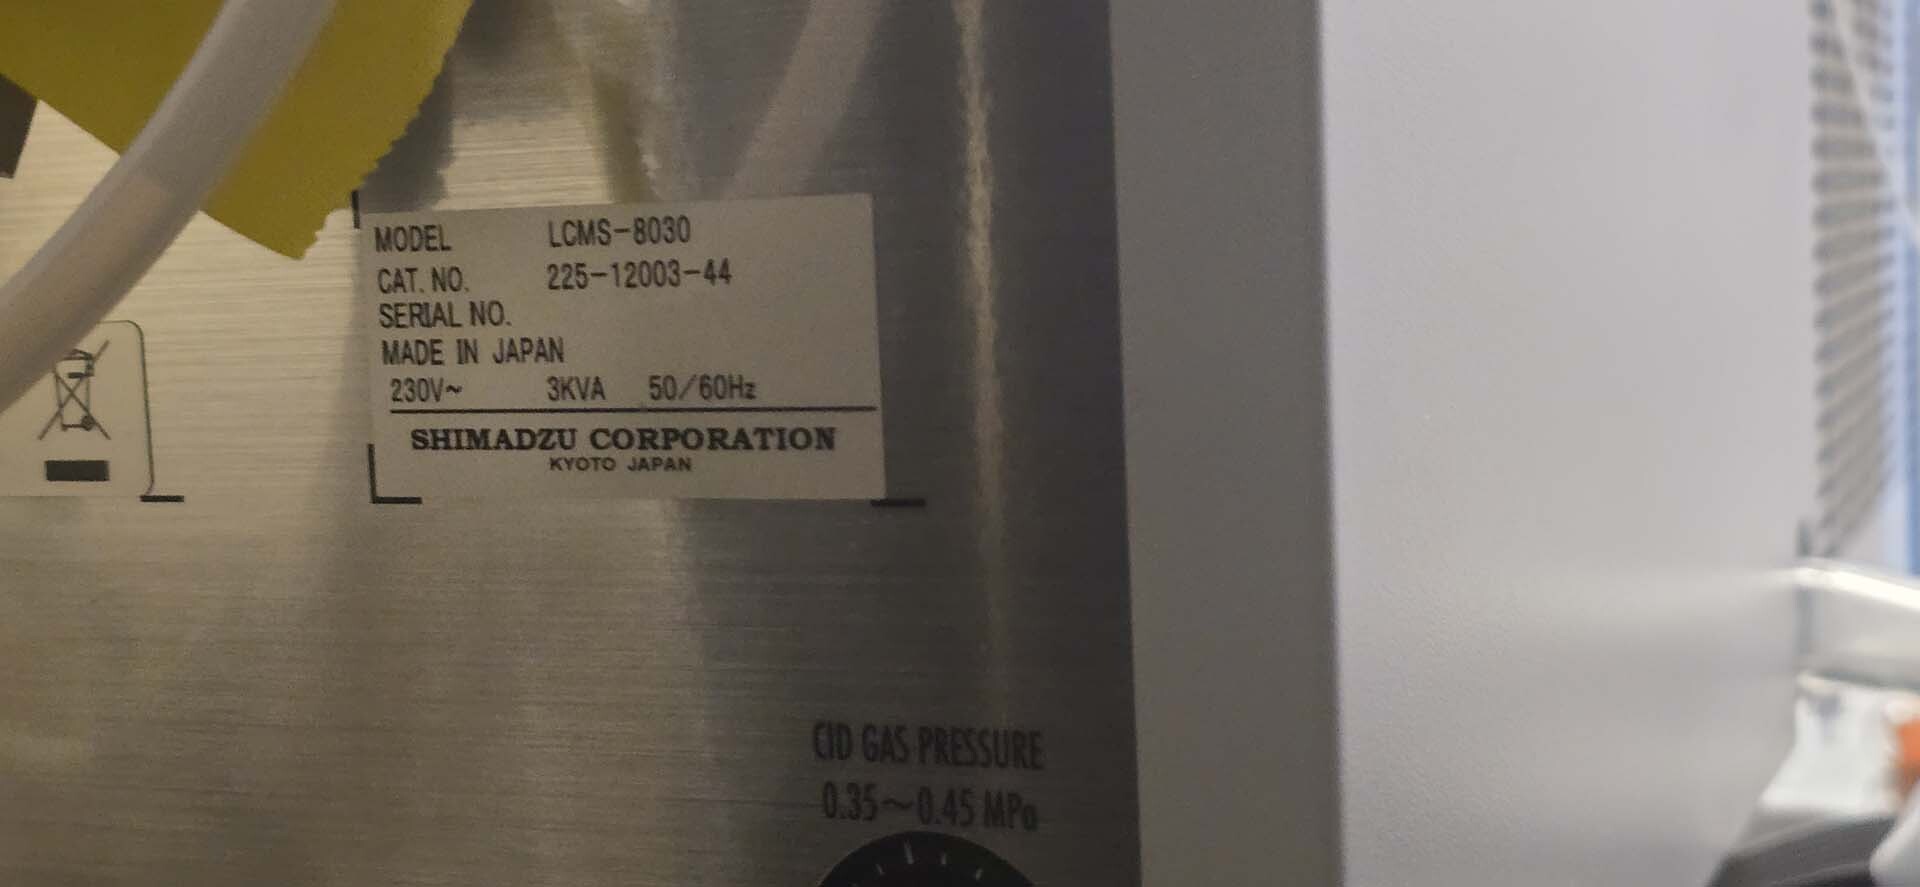 MODEL LCMS-8030
CAT. NO. 225-12003-44
SERIAL NO.
MADE IN JAPAN
230V~ 3KVA 50/60Hz
SHIMADZU CORPORATION
KYOTO JAPAN
CID GAS PRESSURE
0.35~0.45 MPa